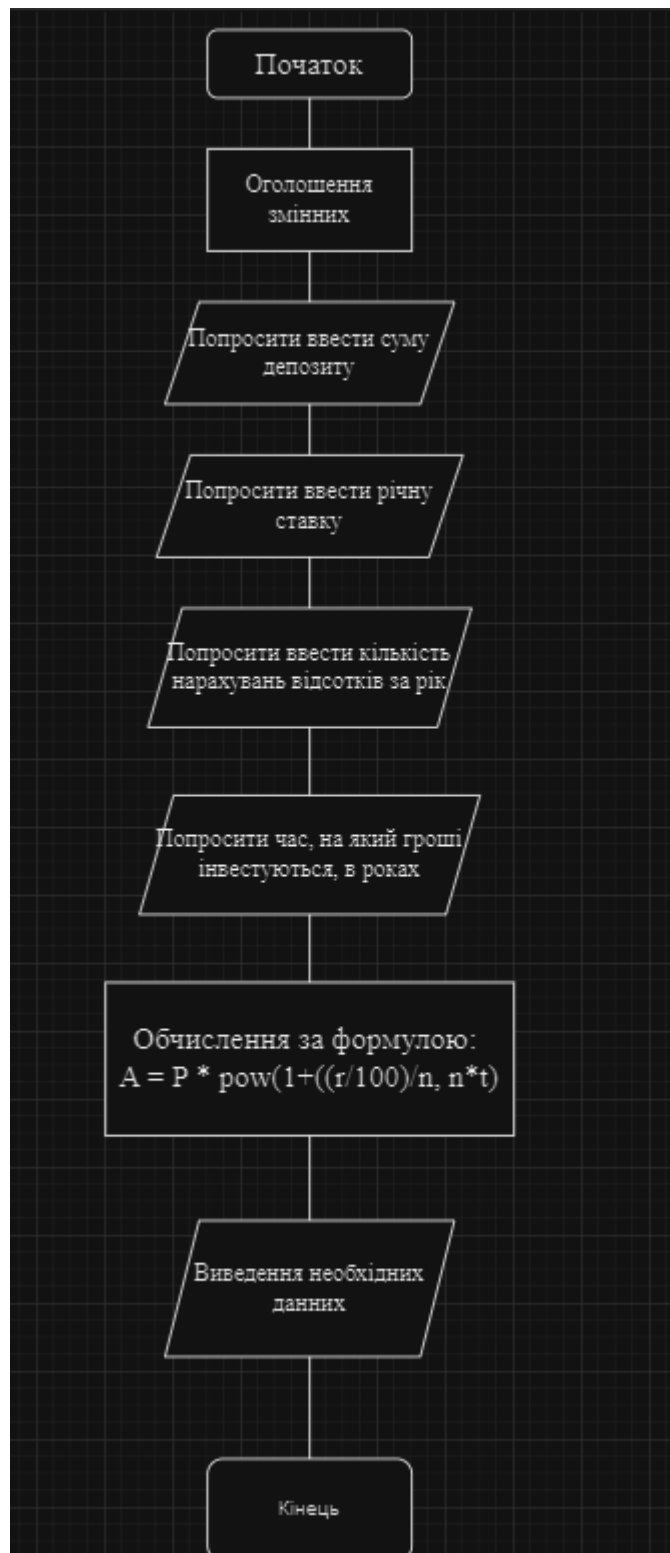 Початок
Оголошення
змінних
Попросити ввести суму
депозиту
Попросити ввести річну
ставку
Попросити ввести кількість
нарахувань відсотків за рік
Попросити час, на який гроші
інвестуються, в роках
Обчислення за формулою:
A = P * pow(1+((r/100)/n, n*t)
Виведення необхідних
данних
Кінець